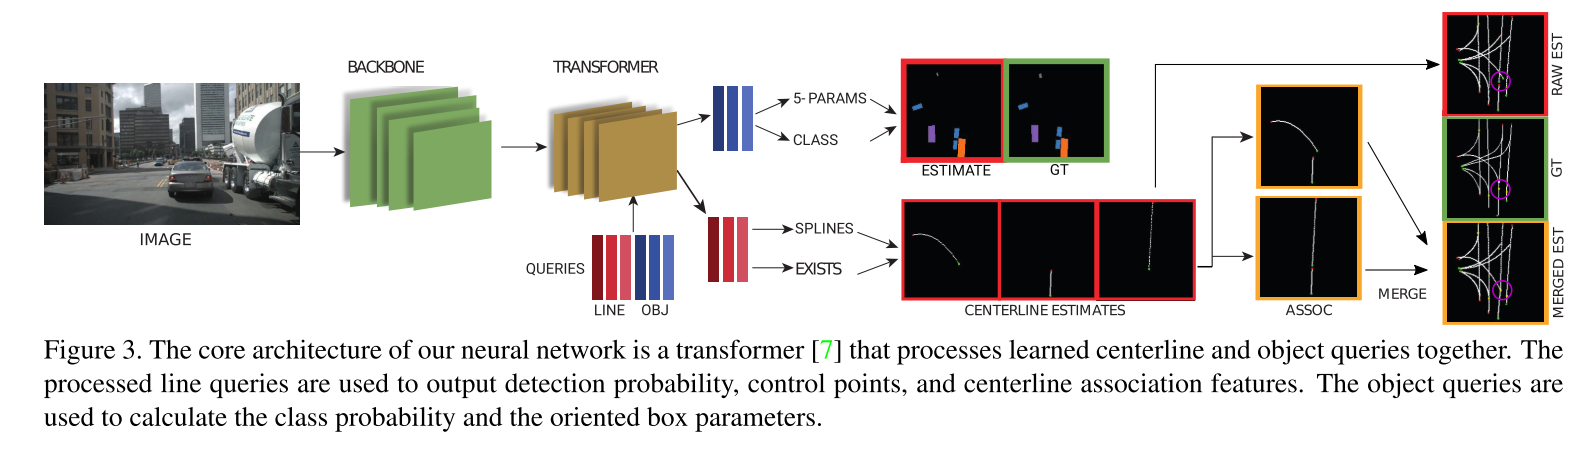 BACKBONE
TRANSFORMER
IMAGE
QUERIES
LINE OBJ
5- PARAMS
CLASS
SPLINES
EXISTS
ESTIMATE GT
CENTERLINE ESTIMATES
ASSOC
MERGE
RAW EST
GT
MERGED EST
Figure 3. The core architecture of our neural network is a transformer [7] that processes learned centerline and object queries together. The
processed line queries are used to output detection probability, control points, and centerline association features. The object queries are
used to calculate the class probability and the oriented box parameters.